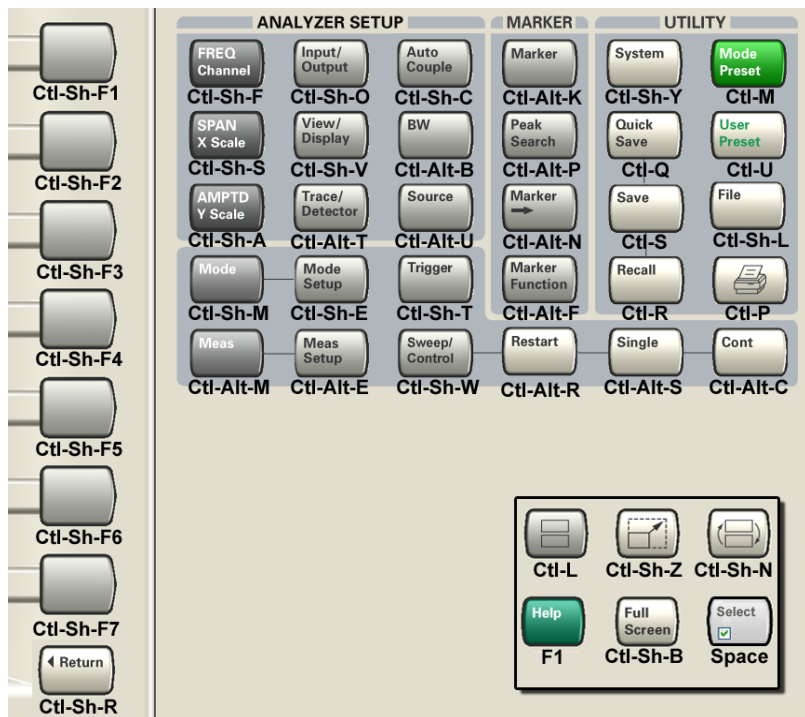 ANALYZER SETUP
MARKER
UTILITY
FREQ
Channel
Input/
Output
Auto
Couple
Marker
System
Mode
Preset
Ctl-Sh-F1
Ctl-Sh-F
Ctl-Sh-O
Ctl-Sh-C
Ctl-Alt-K
Ctl-Sh-Y
Ctl-M
SPAN
X Scale
View/
Display
BW
Peak
Search
Quick
Save
User
Preset
Ctl-Sh-F2
Ctl-Sh-S
Ctl-Sh-V
Ctl-Alt-B
Ctl-Alt-P
Ctl-Q
Ctl-U
AMPTD
Y Scale
Trace/
Detector
Source
Marker
Save
File
Ctl-Sh-F3
Ctl-Sh-A
Ctl-Alt-T
Ctl-Alt-U
Ctl-Alt-N
Ctl-S
Ctl-Sh-L
Mode
Mode
Setup
Trigger
Marker
Function
Recall
Ctl-Sh-M
Ctl-Sh-E
Ctl-Sh-T
Ctl-Alt-F
Ctl-R
Ctl-P
Ctl-Sh-F4
Meas
Meas
Setup
Sweep/
Control
Restart
Single
Cont
Ctl-Alt-M
Ctl-Alt-E
Ctl-Sh-W
Ctl-Alt-R
Ctl-Alt-S
Ctl-Alt-C
Ctl-Sh-F5
Ctl-Sh-F6
Ctl-L
Ctl-Sh-Z
Ctl-Sh-N
Ctl-Sh-F7
Help
Full
Screen
Select
F1
Ctl-Sh-B
Space
Return
Ctl-Sh-R